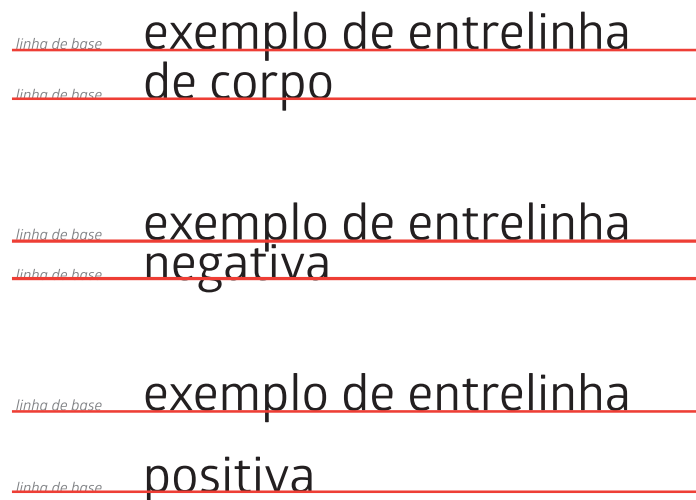 linha de base exemplo de entrelinha
linha de base de corpo
linha de base exemplo de entrelinha
linha de base negativa
linha de base exemplo de entrelinha
linha de base positiva